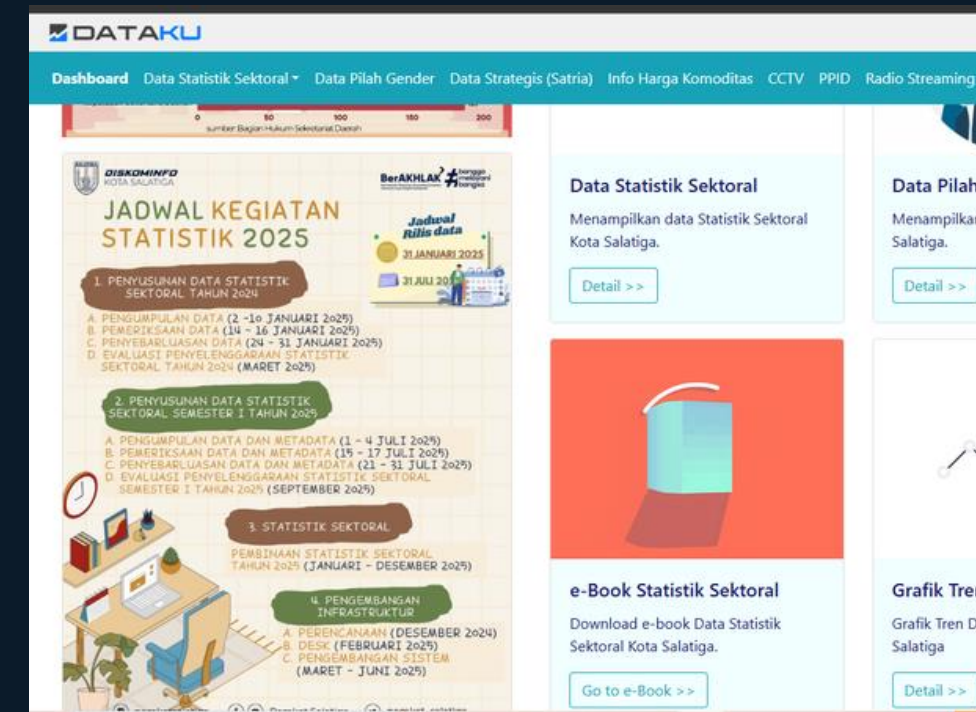 DATAKU
Dashboard Data Statistik Sektoral Data Pilah Gender Data Strategis (Satria) Info Harga Komoditas CCTV PPID Radio Streaming
0 50 100 150 200
sumber: Bagian Hukum Sekretariat Daerah
DISKOMINFO
KOTA SALATIGA
BerAKHLAK
#bangga melayani bangsa
JADWAL KEGIATAN
STATISTIK 2025
Jadwal
Rilis data
31 JANUARI 2025
31 JULI
1. PENYUSUNAN DATA STATISTIK
SEKTORAL TAHUN 2024
A. PENGUMPULAN DATA (2 -10 JANUARI 2025)
B. PEMERIKSAAN DATA (14 - 16 JANUARI 2025)
C. PENYEBARLUASAN DATA (24 - 31 JANUARI 2025)
D. EVALUASI PENYELENGGARAAN STATISTIK
SEKTORAL TAHUN 2024 (MARET 2025)
2. PENYUSUNAN DATA STATISTIK
SEKTORAL SEMESTER I TAHUN 2025
A. PENGUMPULAN DATA DAN METADATA (1 - 4 JULI 2025)
B. PEMERIKSAAN DATA DAN METADATA (15 - 17 JULI 2025)
C. PENYEBARLUASAN DATA DAN METADATA (21 - 31 JULI 2025)
D. EVALUASI PENYELENGGARAAN STATISTIK SEKTORAL
SEMESTER I TAHUN 2025 (SEPTEMBER 2025)
3. STATISTIK SEKTORAL
PEMBINAAN STATISTIK SEKTORAL
TAHUN 2025 (JANUARI - DESEMBER 2025)
4. PENGEMBANGAN
INFRASTRUKTUR
A. PERENCANAAN (DESEMBER 2024)
B. DESK (FEBRUARI 2025)
C. PENGEMBANGAN SISTEM
(MARET - JUNI 2025)
Data Statistik Sektoral
Menampilkan data Statistik Sektoral
Kota Salatiga.
Detail >>
Data Pilah
Menampilkan
Salatiga.
Detail >>
e-Book Statistik Sektoral
Download e-book Data Statistik
Sektoral Kota Salatiga.
Go to e-Book >>
Grafik Tren
Grafik Tren D
Salatiga
Detail >>